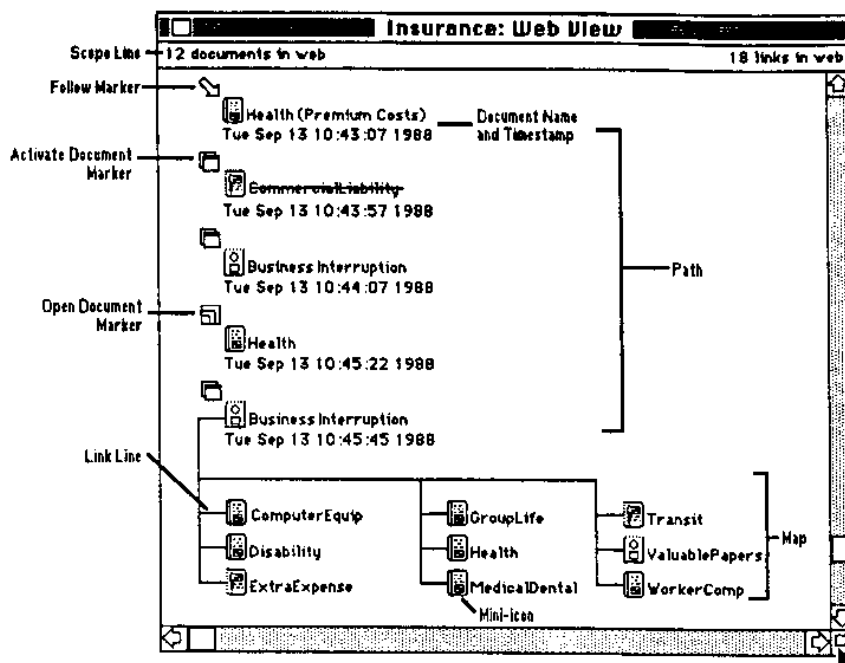 Insurance: Web View
Scope Line
12 documents in web
18 links in web
Follow Marker
Health (Premium Costs)
Tue Sep 13 10:43:07 1988
Document Name
and Timestamp
Activate Document
Marker
CommercialLiability
Tue Sep 13 10:43:57 1988
Business Interruption
Tue Sep 13 10:44:07 1988
Path
Open Document
Marker
Health
Tue Sep 13 10:45:22 1988
Business Interruption
Tue Sep 13 10:45:45 1988
Link Line
ComputerEquip
GroupLife
Transit
Disability
Health
ValuablePapers
Map
ExtraExpense
MedicalDental
WorkerComp
Mini-icon